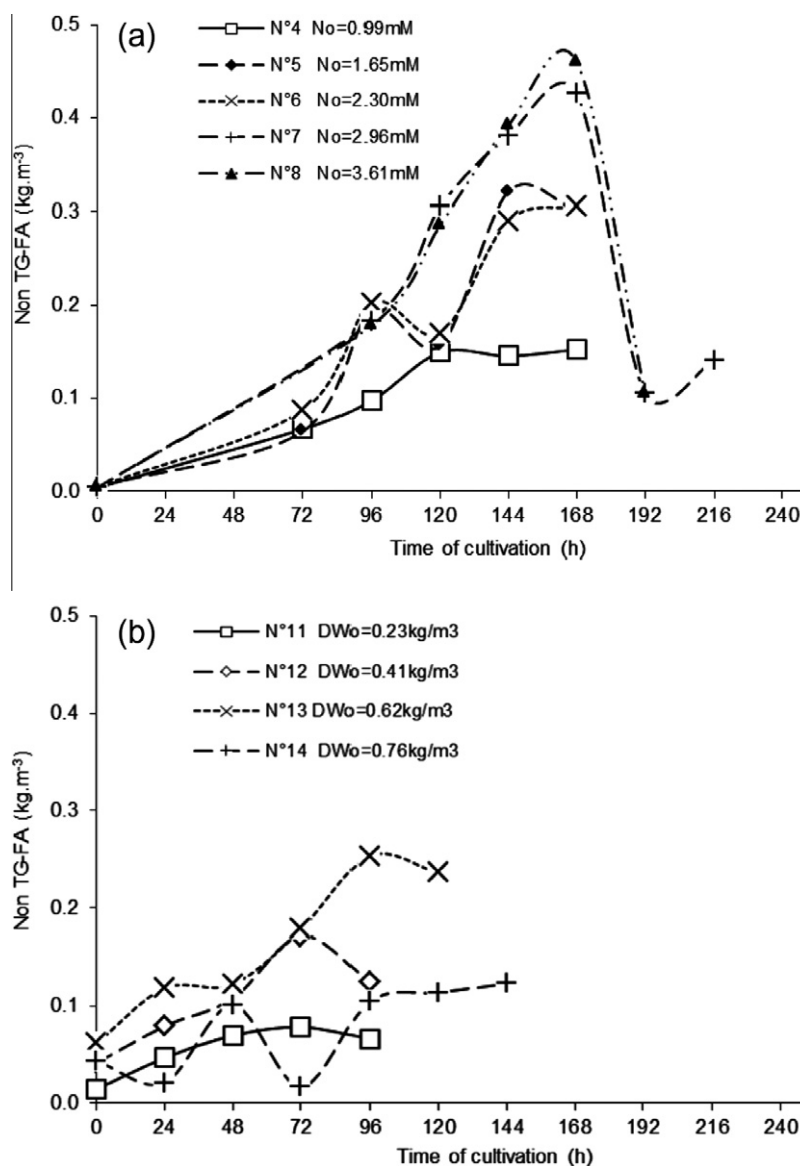 (a)
N°4 No=0.99mM
N°5 No=1.65mM
N°6 No=2.30mM
N°7 No=2.96mM
N°8 No=3.61mM
Non TG-FA (kg.m-³)
0.5
0.4
0.3
0.2
0.1
0.0
0 24 48 72 96 120 144 168 192 216 240
Time of cultivation (h)
(b)
N°11 DWo=0.23kg/m3
N°12 DWo=0.41kg/m3
N°13 DWo=0.62kg/m3
N°14 DWo=0.76kg/m3
Non TG-FA (kg.m-³)
0.5
0.4
0.3
0.2
0.1
0.0
0 24 48 72 96 120 144 168 192 216 240
Time of cultivation (h)